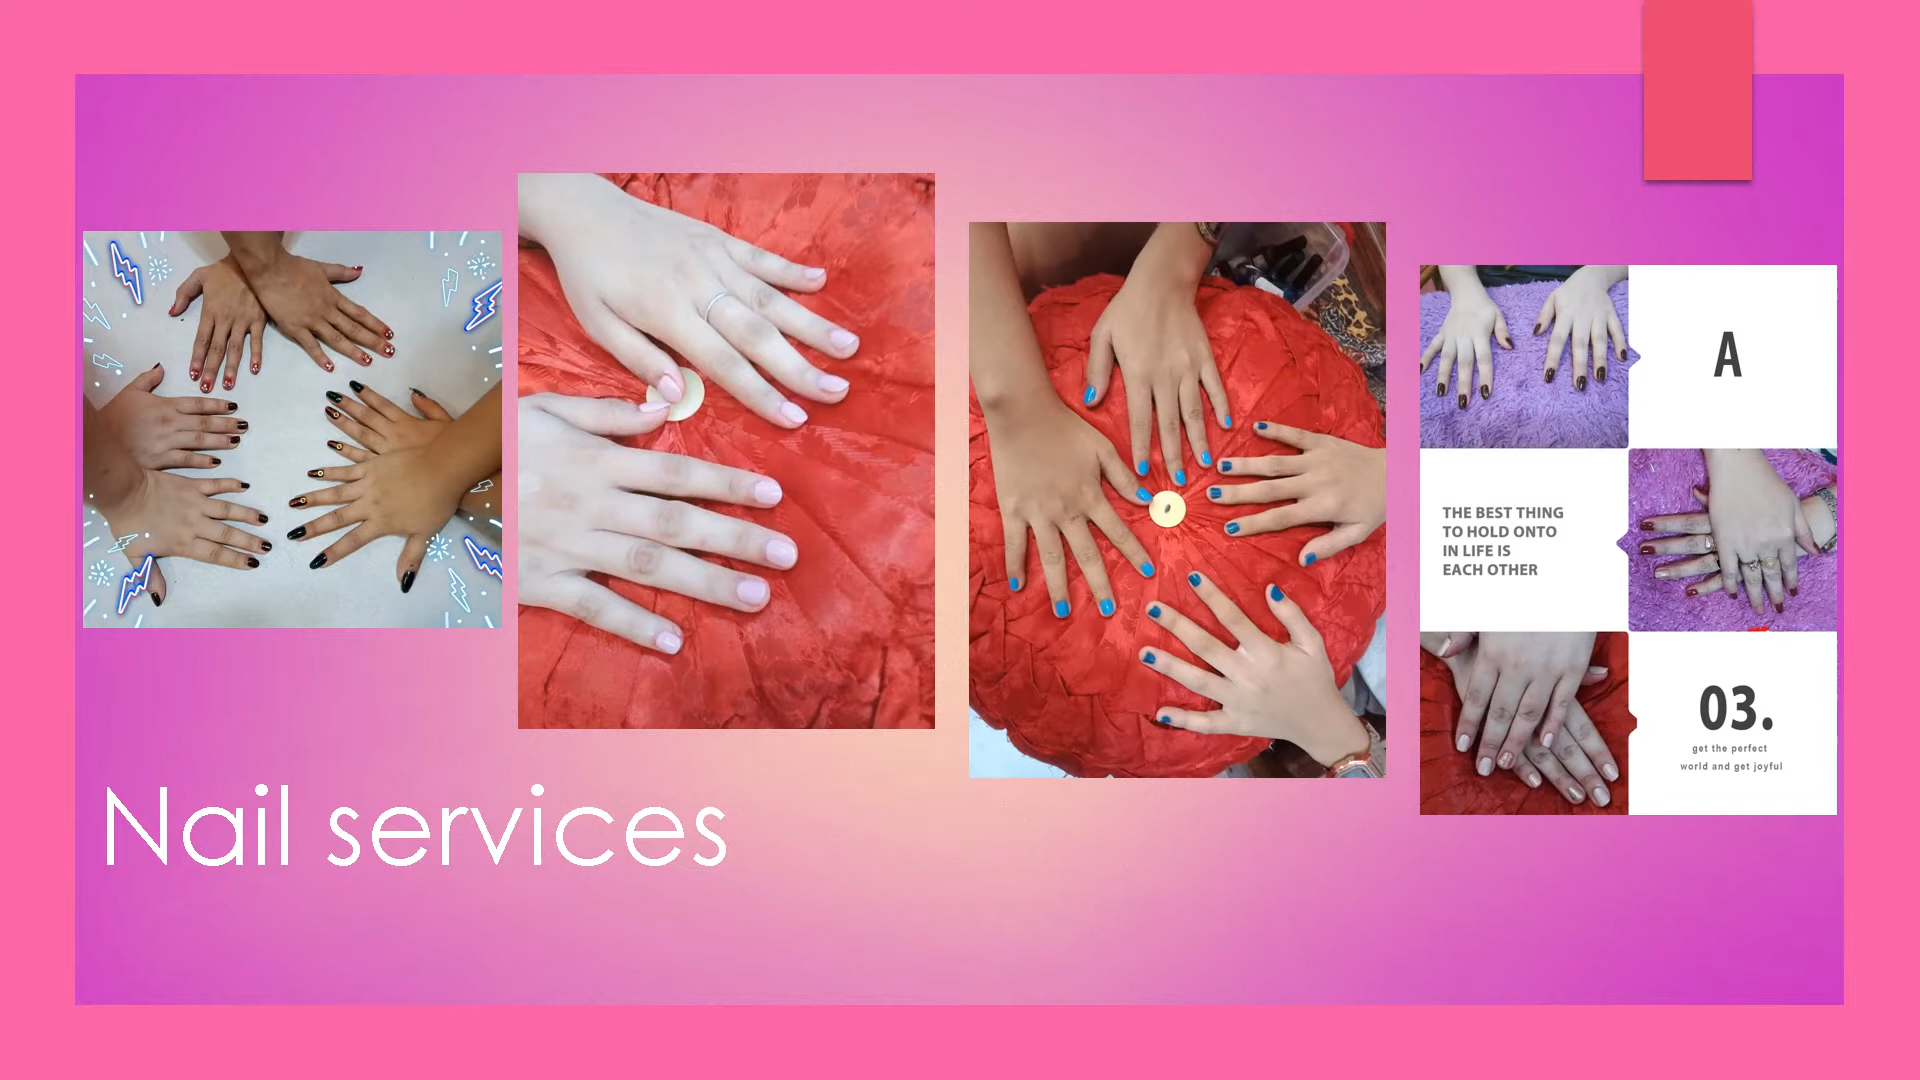 Nail services
A
THE BEST THING
TO HOLD ONTO
IN LIFE IS
EACH OTHER
03.
get the perfect
world and get joyful